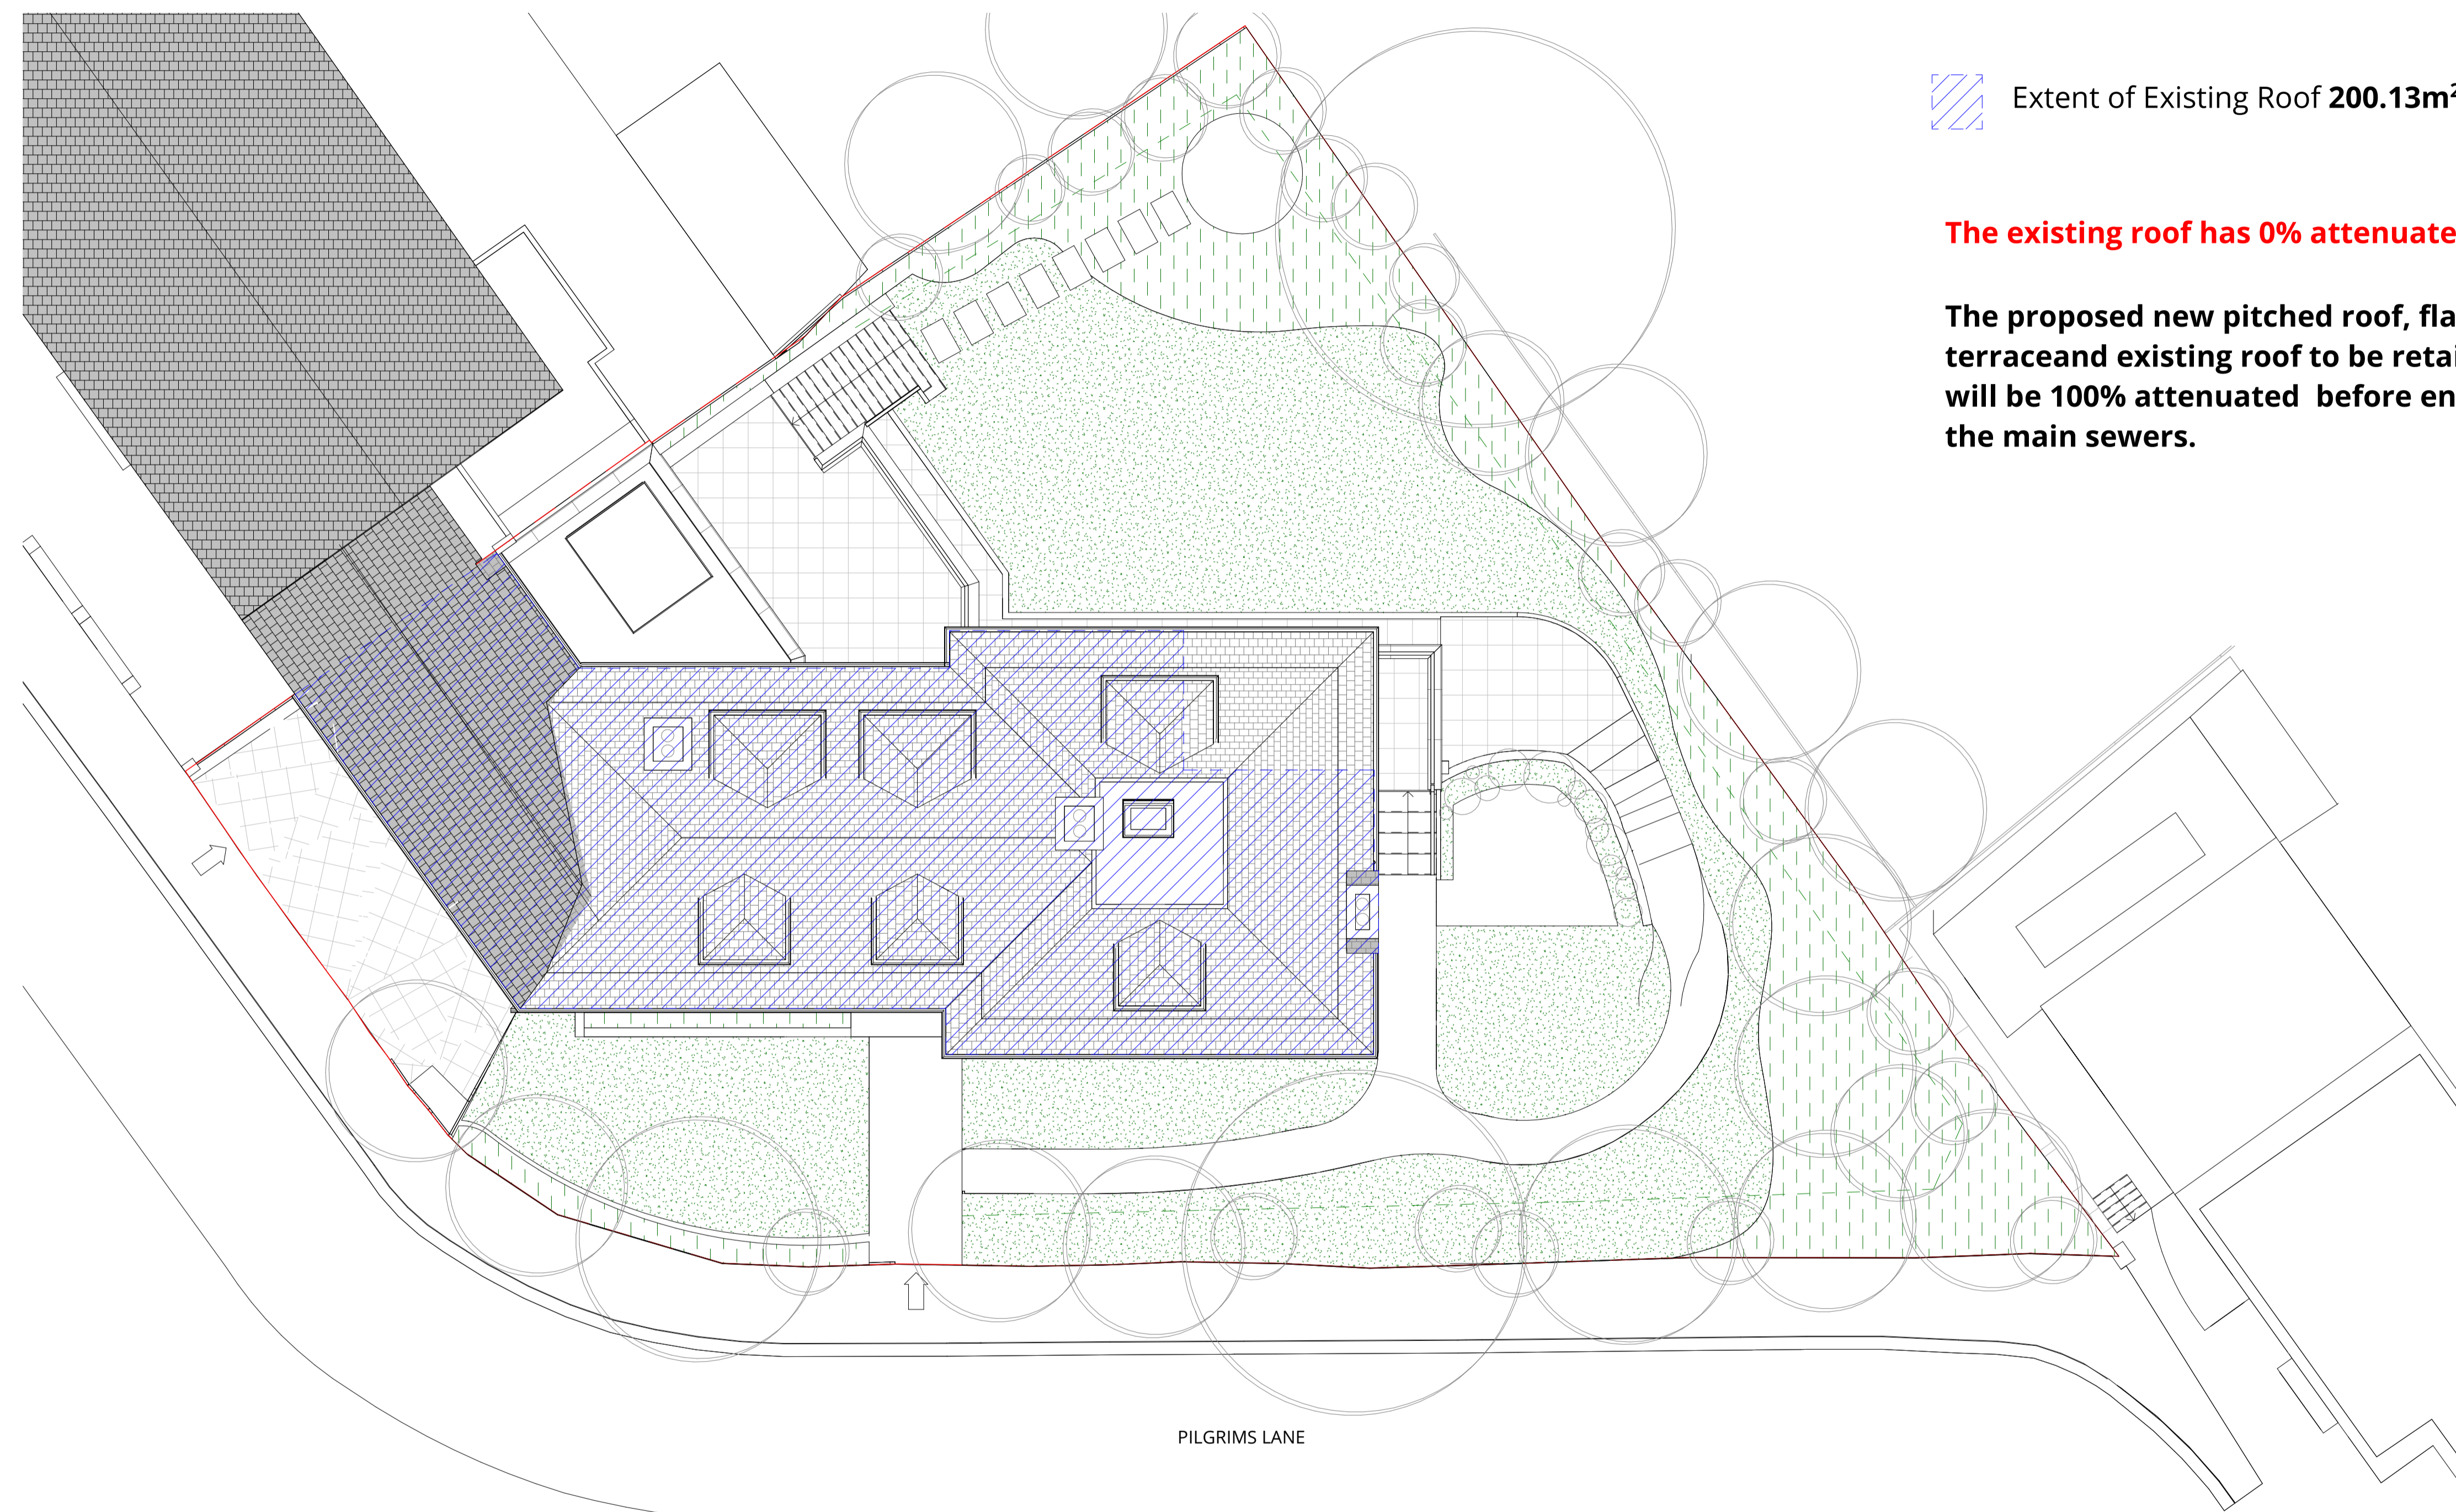 Extent of Existing Roof 200.13m²
The existing roof has 0% attenuate
The proposed new pitched roof, fla
terraceand existing roof to be retai
will be 100% attenuated before en
the main sewers.
PILGRIMS LANE